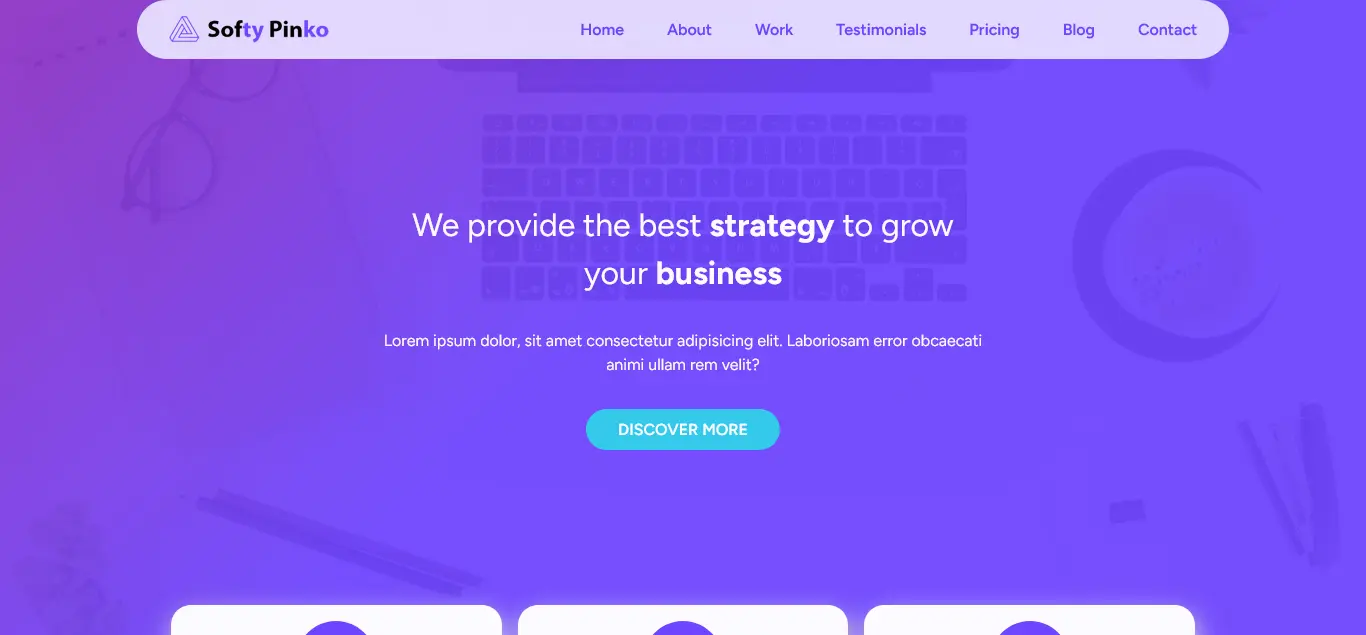 Softy Pinko
Home
About
Work
Testimonials
Pricing
Blog
Contact
We provide the best strategy to grow
your business
Lorem ipsum dolor, sit amet consectetur adipisicing elit. Laboriosam error obcaecati
animi ullam rem velit?
DISCOVER MORE